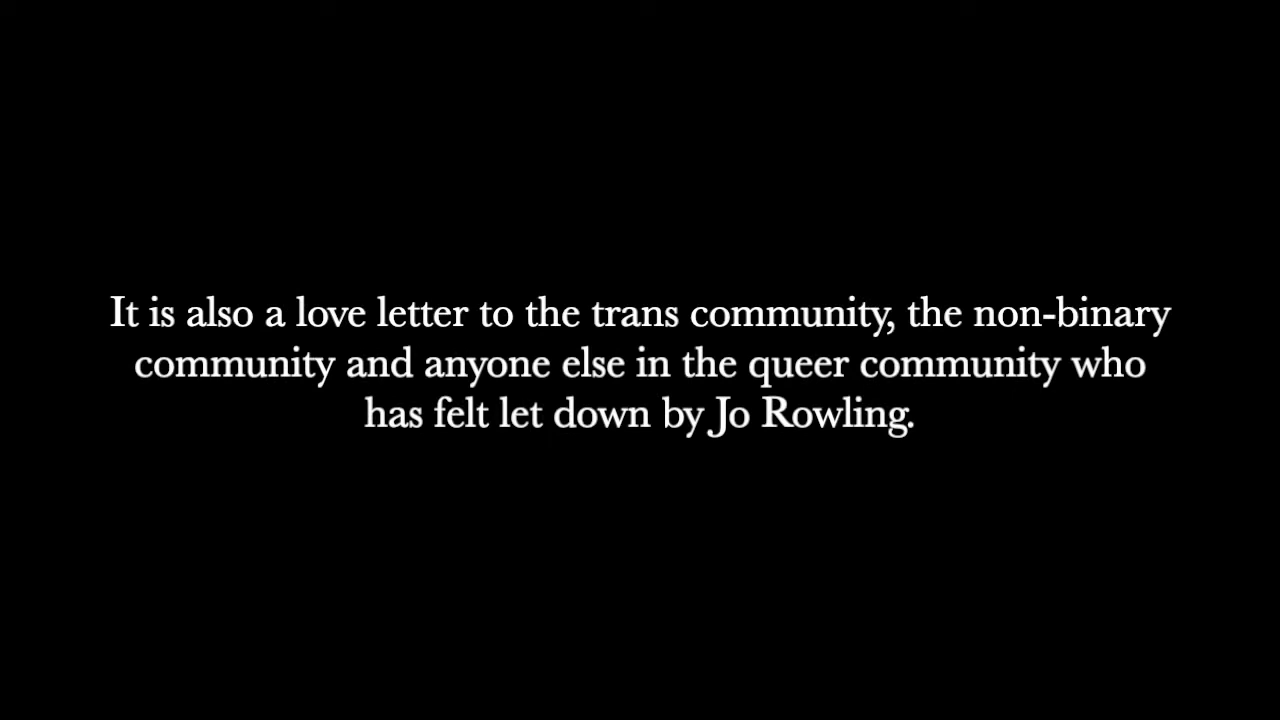 It is also a love letter to the trans community, the non-binary
community and anyone else in the queer community who
has felt let down by Jo Rowling.